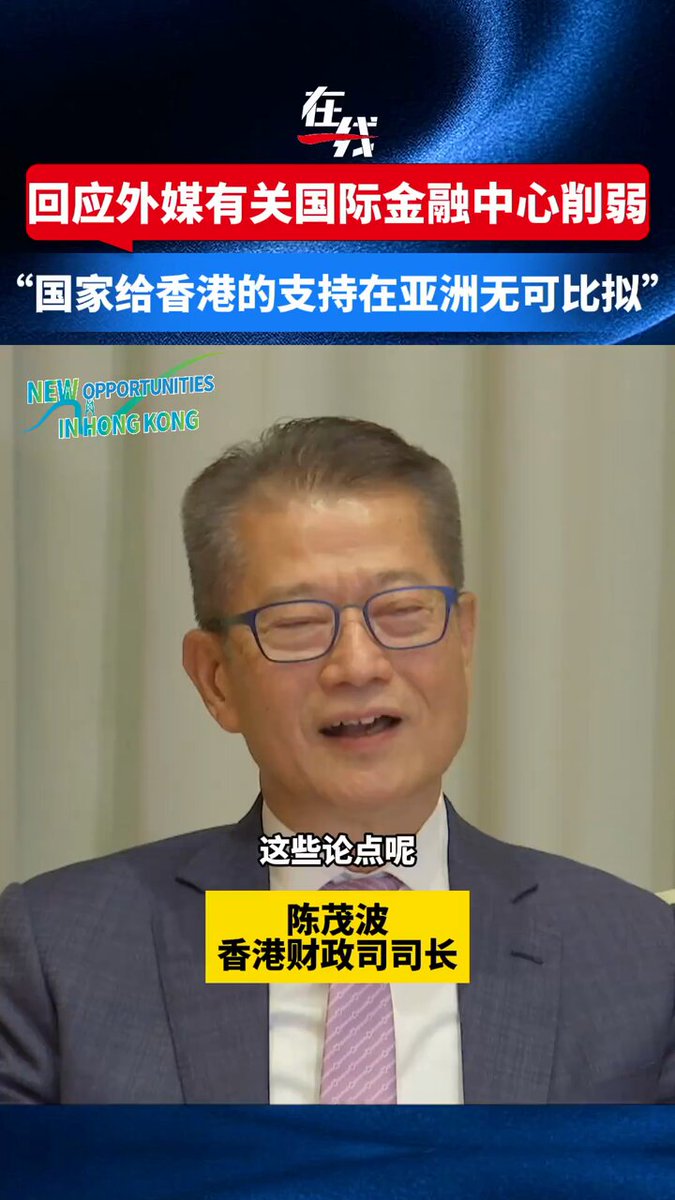 在线
回应外媒有关国际金融中心削弱
“国家给香港的支持在亚洲无可比拟”
NEW OPPORTUNITIES
IN HONG KONG
这些论点呢
陈茂波
香港财政司司长